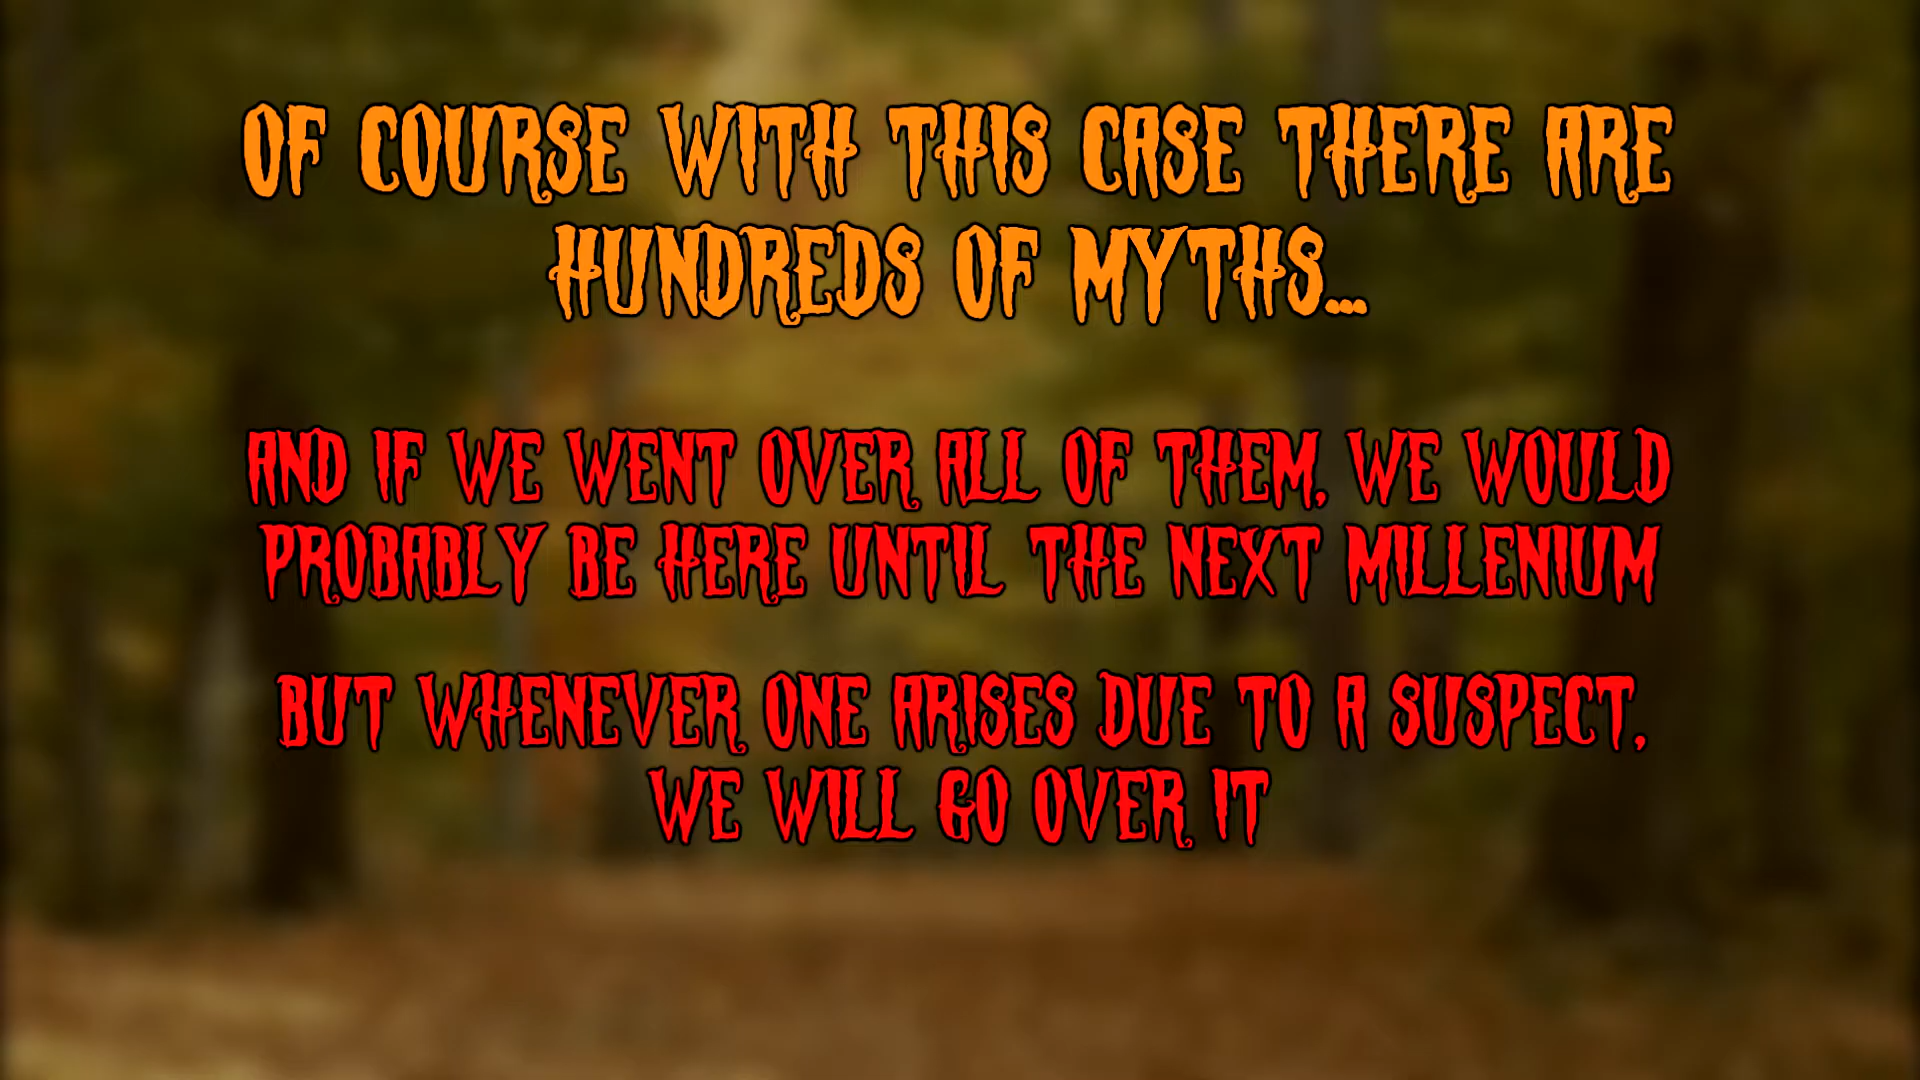 OF COURSE WITH THIS CASE THERE ARE
HUNDREDS OF MYTHS...
AND IF WE WENT OVER ALL OF THEM, WE WOULD
PROBABLY BE HERE UNTIL THE NEXT MILLENIUM
BUT WHENEVER ONE ARISES DUE TO A SUSPECT,
WE WILL GO OVER IT